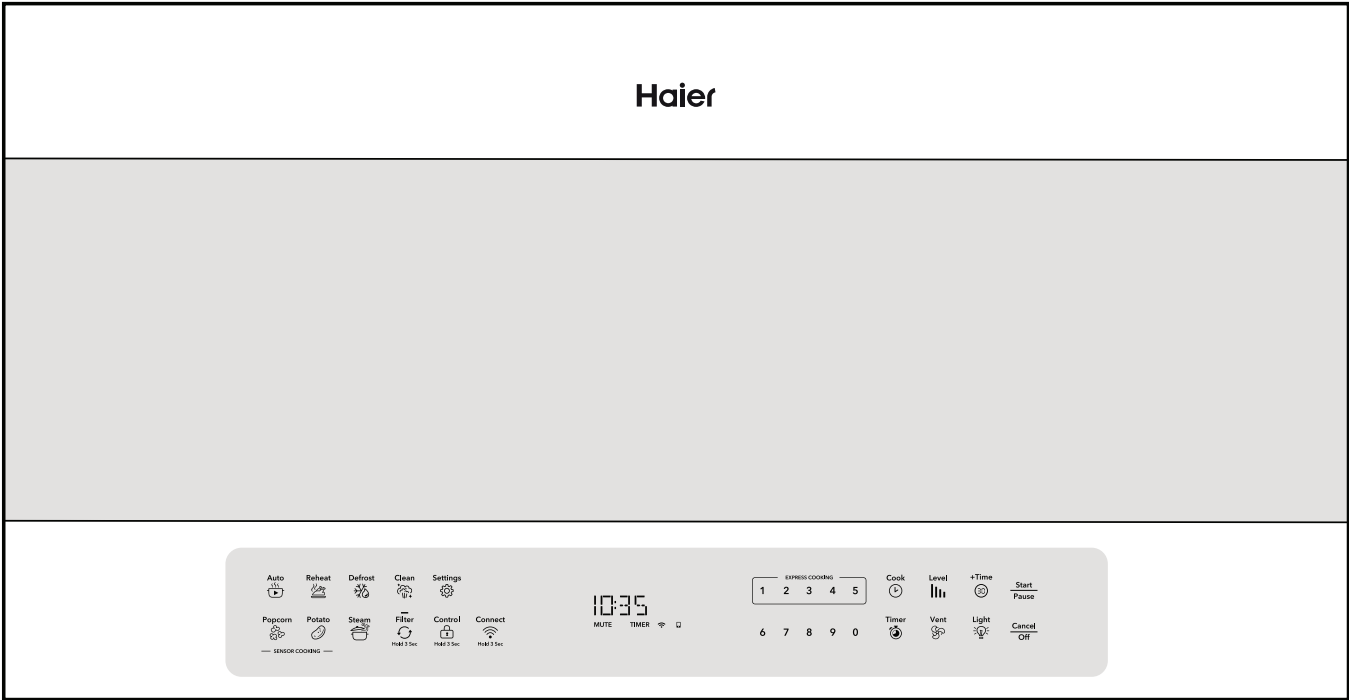 Haier
Auto Reheat Defrost Clean Settings
Popcorn Potato Steam Filter Control Connect
Hold 3 Sec Hold 3 Sec Hold 3 Sec
SENSOR COOKING
10:35
MUTE TIMER
EXPRESS COOKING
1 2 3 4 5
6 7 8 9 0
Cook Level +Time
30
Start
Pause
Timer Vent Light
Cancel
Off